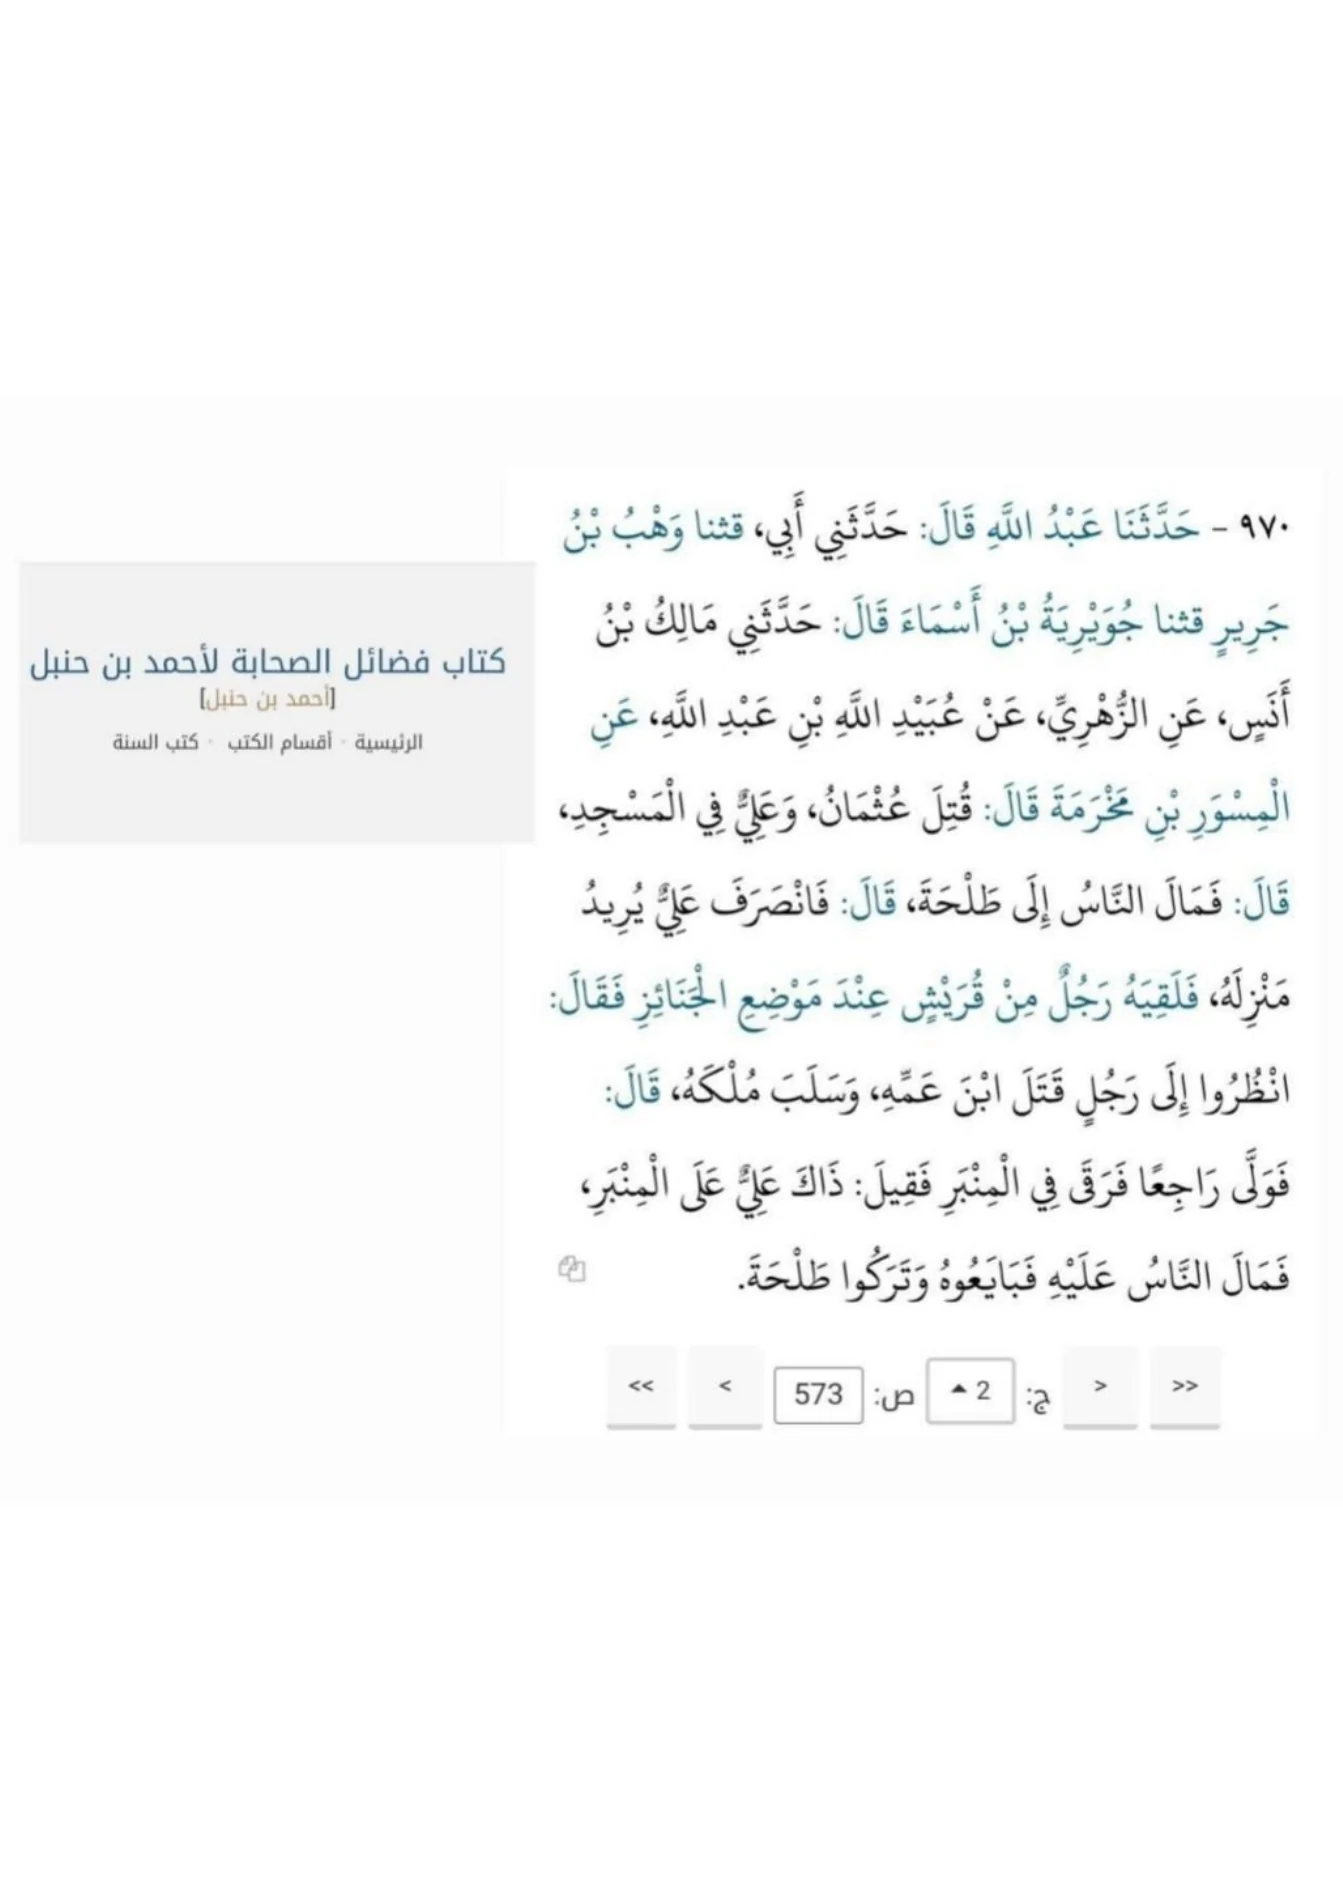 ٩٧٠ - حَدَّثَنَا عَبْدُ اللَّهِ قَالَ: حَدَّثَنِي أَبِي، قثنا وَهْبُ بْنُ
جَرِيرٍ قثنا جُوَيْرِيَةُ بْنُ أَسْمَاءَ قَالَ: حَدَّثَنِي مَالِكُ بْنُ
أَنَسٍ، عَنِ الزُّهْرِيِّ، عَنْ عُبَيْدِ اللَّهِ بْنِ عَبْدِ اللَّهِ، عَنِ
الْمِسْوَرِ بْنِ مَخْرَمَةَ قَالَ: قُتِلَ عُثْمَانُ، وَعَلِيٌّ فِي الْمَسْجِدِ،
قَالَ: فَمَالَ النَّاسُ إِلَى طَلْحَةَ، قَالَ: فَانْصَرَفَ عَلِيٌّ يُرِيدُ
مَنْزِلَهُ، فَلَقِيَهُ رَجُلٌ مِنْ قُرَيْشٍ عِنْدَ مَوْضِعِ الْجَنَائِزِ فَقَالَ:
انْظُرُوا إِلَى رَجُلٍ قَتَلَ ابْنَ عَمِّهِ، وَسَلَبَ مُلْكَهُ، قَالَ:
فَوَلَّى رَاجِعًا فَرَقَى فِي الْمِنْبَرِ فَقِيلَ: ذَاكَ عَلِيٌّ عَلَى الْمِنْبَرِ،
فَمَالَ النَّاسُ عَلَيْهِ فَبَايَعُوهُ وَتَرَكُوا طَلْحَةَ.
<< < ج: 2 ص: 573 > >>
كتاب فضائل الصحابة لأحمد بن حنبل
[أحمد بن حنبل]
الرئيسية - أقسام الكتب - كتب السنة